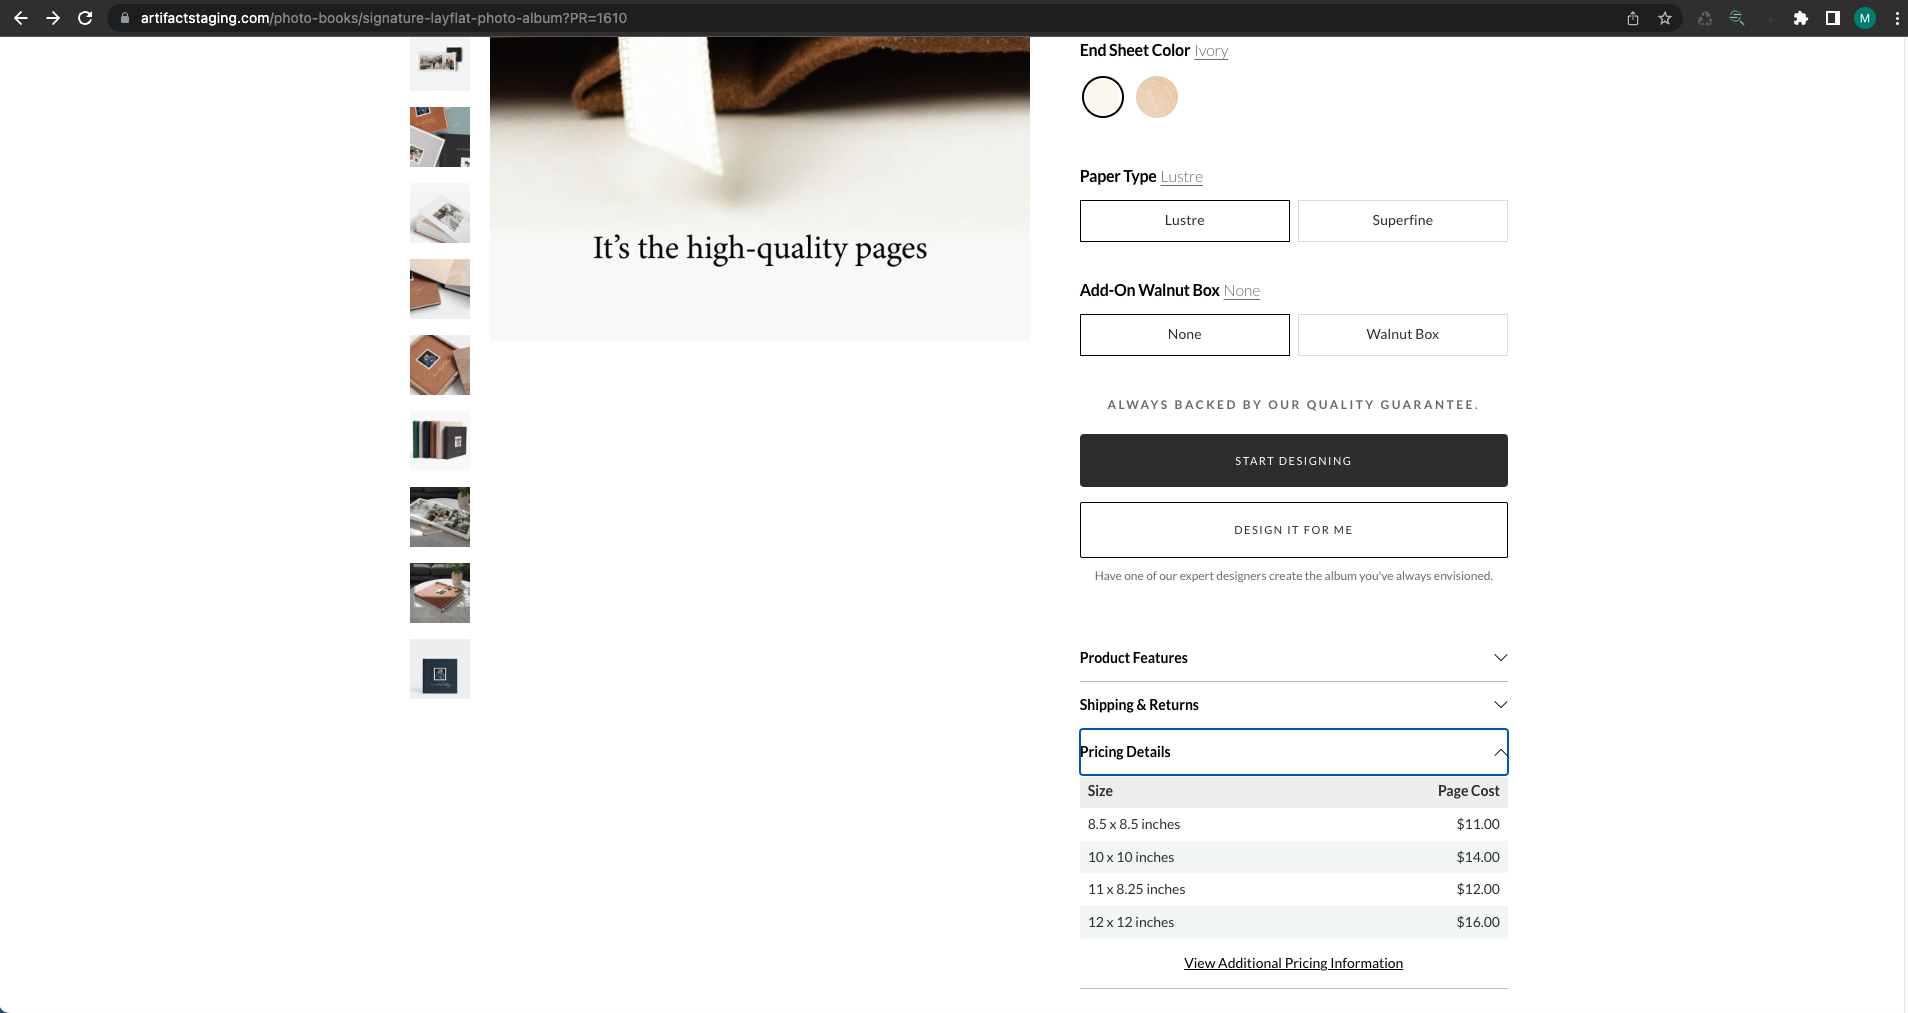 artifactstaging.com/photo-books/signature-layflat-photo-album?PR=1610
M
It's the high-quality pages
End Sheet Color Ivory
Paper Type Lustre
Lustre
Superfine
Add-On Walnut Box None
None
Walnut Box
ALWAYS BACKED BY OUR QUALITY GUARANTEE.
START DESIGNING
DESIGN IT FOR ME
Have one of our expert designers create the album you've always envisioned.
Product Features
Shipping & Returns
Pricing Details
Size Page Cost
8.5 x 8.5 inches $11.00
10 x 10 inches $14.00
11 x 8.25 inches $12.00
12 x 12 inches $16.00
View Additional Pricing Information